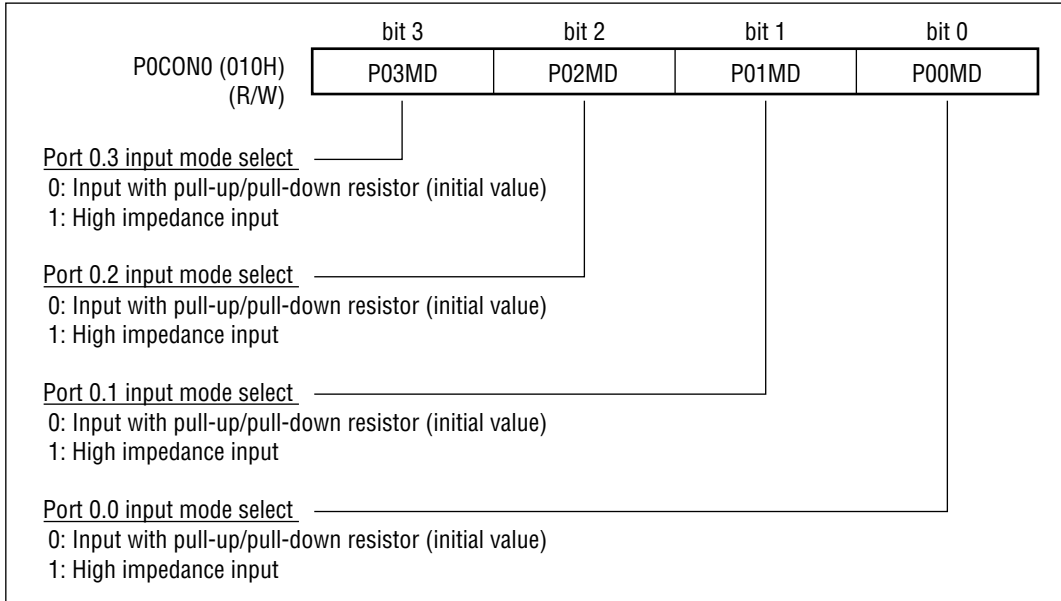 bit 3 bit 2 bit 1 bit 0
P0CON0 (010H) P03MD P02MD P01MD P00MD
(R/W)
Port 0.3 input mode select
0: Input with pull-up/pull-down resistor (initial value)
1: High impedance input
Port 0.2 input mode select
0: Input with pull-up/pull-down resistor (initial value)
1: High impedance input
Port 0.1 input mode select
0: Input with pull-up/pull-down resistor (initial value)
1: High impedance input
Port 0.0 input mode select
0: Input with pull-up/pull-down resistor (initial value)
1: High impedance input